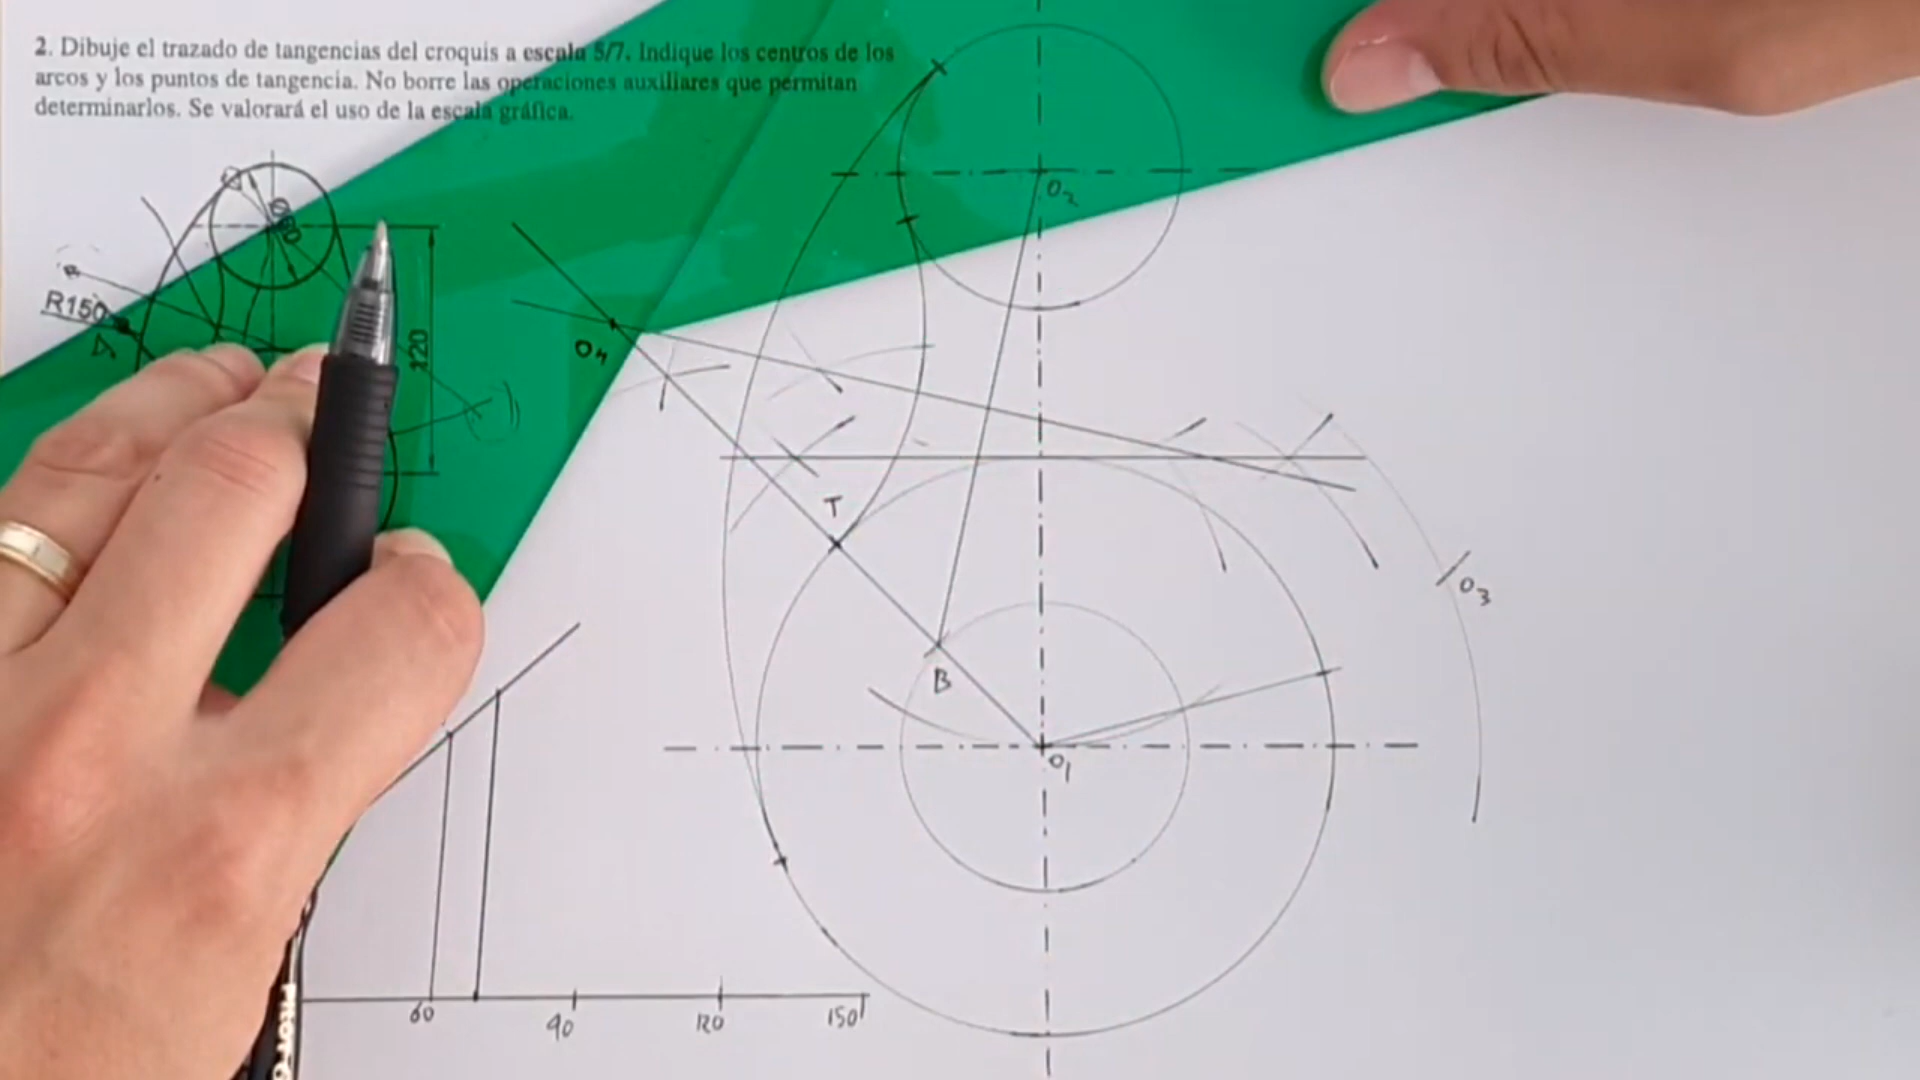 2. Dibuje el trazado de tangencias del croquis a escala 5/7. Indique los centros de los
arcos y los puntos de tangencia. No borre las operaciones auxiliares que permitan
determinarlos. Se valorará el uso de la escala gráfica.
R150
120
O2
O4
T
O3
B
O1
60
90
120
150